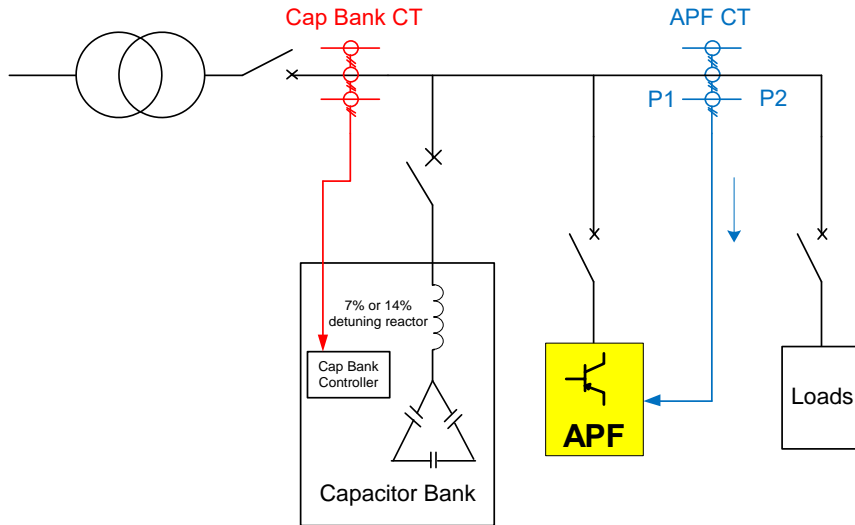 Cap Bank CT
APF CT
P1
P2
7% or 14%
detuning reactor
Cap Bank
Controller
Loads
APF
Capacitor Bank